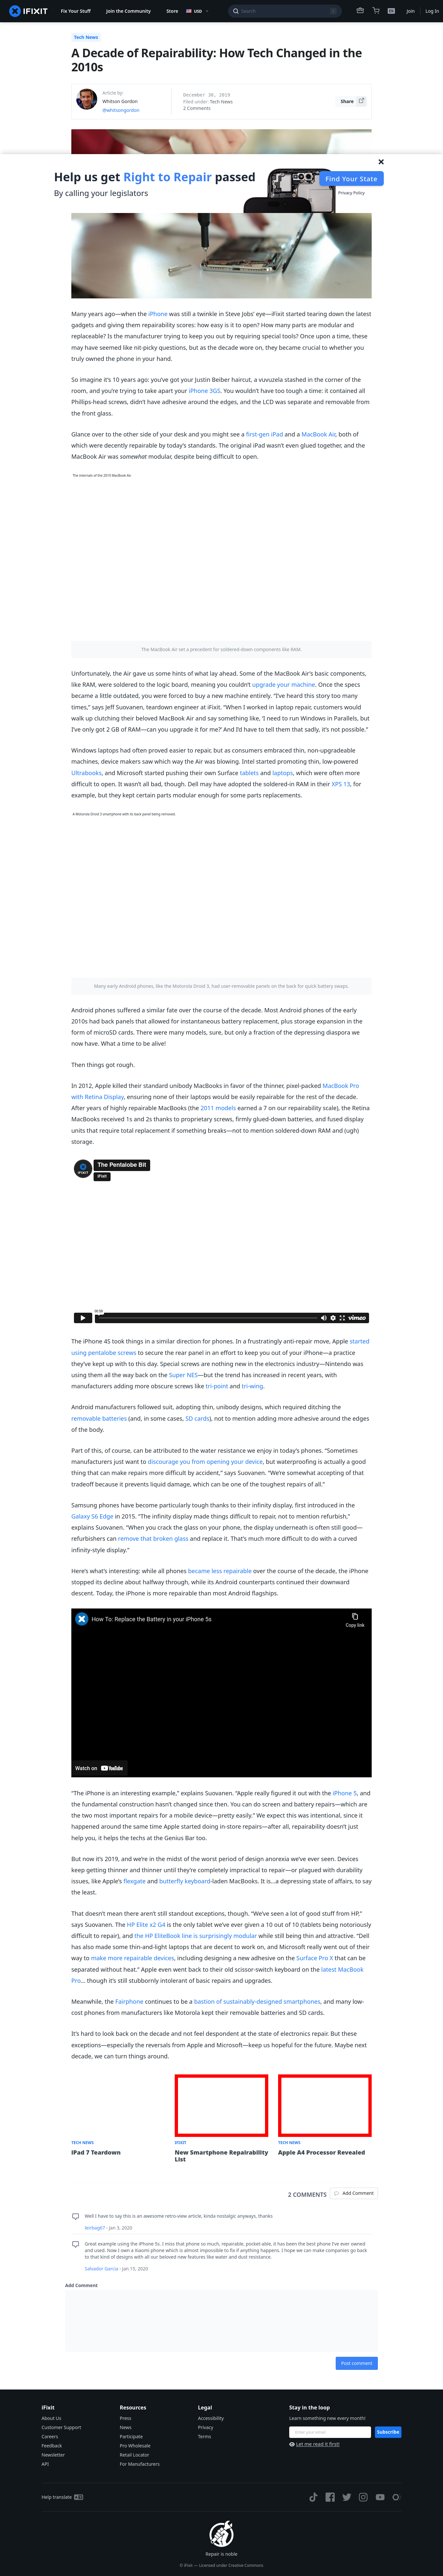 IFIXIT
Fix Your Stuff
Join the Community
Store
USD
Search
/
Join
Log In
Tech News
A Decade of Repairability: How Tech Changed in the 2010s
Article by:
Whitson Gordon
@whitsongordon
December 30, 2019
Filed under: Tech News
2 Comments
Share
Help us get Right to Repair passed
By calling your legislators
Find Your State
Privacy Policy
Many years ago—when the iPhone was still a twinkle in Steve Jobs' eye—iFixit started tearing down the latest gadgets and giving them repairability scores: how easy is it to open? How many parts are modular and replaceable? Is the manufacturer trying to keep you out by requiring special tools? Once upon a time, these may have seemed like nit-picky questions, but as the decade wore on, they became crucial to whether you truly owned the phone in your hand.
So imagine it's 10 years ago: you've got your Justin Beiber haircut, a vuvuzela stashed in the corner of the room, and you're trying to take apart your iPhone 3GS. You wouldn't have too tough a time: it contained all Phillips-head screws, didn't have adhesive around the edges, and the LCD was separate and removable from the front glass.
Glance over to the other side of your desk and you might see a first-gen iPad and a MacBook Air, both of which were decently repairable by today's standards. The original iPad wasn't even glued together, and the MacBook Air was somewhat modular, despite being difficult to open.
The internals of the 2010 MacBook Air.
The MacBook Air set a precedent for soldered-down components like RAM.
Unfortunately, the Air gave us some hints of what lay ahead. Some of the MacBook Air's basic components, like RAM, were soldered to the logic board, meaning you couldn't upgrade your machine. Once the specs became a little outdated, you were forced to buy a new machine entirely. "I've heard this story too many times," says Jeff Suovanen, teardown engineer at iFixit. "When I worked in laptop repair, customers would walk up clutching their beloved MacBook Air and say something like, 'I need to run Windows in Parallels, but I've only got 2 GB of RAM—can you upgrade it for me?' And I'd have to tell them that sadly, it's not possible."
Windows laptops had often proved easier to repair, but as consumers embraced thin, non-upgradeable machines, device makers saw which way the Air was blowing. Intel started promoting thin, low-powered Ultrabooks, and Microsoft started pushing their own Surface tablets and laptops, which were often more difficult to open. It wasn't all bad, though. Dell may have adopted the soldered-in RAM in their XPS 13, for example, but they kept certain parts modular enough for some parts replacements.
A Motorola Droid 3 smartphone with its back panel being removed.
Many early Android phones, like the Motorola Droid 3, had user-removable panels on the back for quick battery swaps.
Android phones suffered a similar fate over the course of the decade. Most Android phones of the early 2010s had back panels that allowed for instantaneous battery replacement, plus storage expansion in the form of microSD cards. There were many models, sure, but only a fraction of the depressing diaspora we now have. What a time to be alive!
Then things got rough.
In 2012, Apple killed their standard unibody MacBooks in favor of the thinner, pixel-packed MacBook Pro with Retina Display, ensuring none of their laptops would be easily repairable for the rest of the decade. After years of highly repairable MacBooks (the 2011 models earned a 7 on our repairability scale), the Retina MacBooks received 1s and 2s thanks to proprietary screws, firmly glued-down batteries, and fused display units that require total replacement if something breaks—not to mention soldered-down RAM and (ugh) storage.
The Pentalobe Bit
iFixit
00:59
vimeo
The iPhone 4S took things in a similar direction for phones. In a frustratingly anti-repair move, Apple started using pentalobe screws to secure the rear panel in an effort to keep you out of your iPhone—a practice they've kept up with to this day. Special screws are nothing new in the electronics industry—Nintendo was using them all the way back on the Super NES—but the trend has increased in recent years, with manufacturers adding more obscure screws like tri-point and tri-wing.
Android manufacturers followed suit, adopting thin, unibody designs, which required ditching the removable batteries (and, in some cases, SD cards), not to mention adding more adhesive around the edges of the body.
Part of this, of course, can be attributed to the water resistance we enjoy in today's phones. "Sometimes manufacturers just want to discourage you from opening your device, but waterproofing is actually a good thing that can mean repairs made more difficult by accident," says Suovanen. "We're somewhat accepting of that tradeoff because it prevents liquid damage, and that can be one of the toughest repairs of all."
Samsung phones have become particularly tough thanks to their infinity display, first introduced in the Galaxy S6 Edge in 2015. "The infinity display made things difficult to repair, not to mention refurbish," explains Suovanen. "When you crack the glass on your phone, the display underneath is often still good—refurbishers can remove that broken glass and replace it. That's much more difficult to do with a curved infinity-style display."
Here's what's interesting: while all phones became less repairable over the course of the decade, the iPhone stopped its decline about halfway through, while its Android counterparts continued their downward descent. Today, the iPhone is more repairable than most Android flagships.
How To: Replace the Battery in your iPhone 5s
Copy link
Watch on YouTube
"The iPhone is an interesting example," explains Suovanen. "Apple really figured it out with the iPhone 5, and the fundamental construction hasn't changed since then. You can do screen and battery repairs—which are the two most important repairs for a mobile device—pretty easily." We expect this was intentional, since it happened around the same time Apple started doing in-store repairs—after all, repairability doesn't just help you, it helps the techs at the Genius Bar too.
But now it's 2019, and we're in the midst of the worst period of design anorexia we've ever seen. Devices keep getting thinner and thinner until they're completely impractical to repair—or plagued with durability issues, like Apple's flexgate and butterfly keyboard-laden MacBooks. It is…a depressing state of affairs, to say the least.
That doesn't mean there aren't still standout exceptions, though. "We've seen a lot of good stuff from HP," says Suovanen. The HP Elite x2 G4 is the only tablet we've ever given a 10 out of 10 (tablets being notoriously difficult to repair), and the HP EliteBook line is surprisingly modular while still being thin and attractive. "Dell has also made some thin-and-light laptops that are decent to work on, and Microsoft really went out of their way to make more repairable devices, involving designing a new adhesive for the Surface Pro X that can be separated without heat." Apple even went back to their old scissor-switch keyboard on the latest MacBook Pro… though it's still stubbornly intolerant of basic repairs and upgrades.
Meanwhile, the Fairphone continues to be a bastion of sustainably-designed smartphones, and many low-cost phones from manufacturers like Motorola kept their removable batteries and SD cards.
It's hard to look back on the decade and not feel despondent at the state of electronics repair. But these exceptions—especially the reversals from Apple and Microsoft—keep us hopeful for the future. Maybe next decade, we can turn things around.
TECH NEWS
iPad 7 Teardown
IFIXIT
New Smartphone Repairability List
TECH NEWS
Apple A4 Processor Revealed
2 COMMENTS
Add Comment
Well I have to say this is an awesome retro-view article, kinda nostalgic anyways, thanks
Great example using the iPhone 5s. I miss that phone so much, repairable, pocket-able, it has been the best phone I've ever owned and used. Now I own a Xiaomi phone which is almost impossible to fix if anything happens. I hope we can make companies go back to that kind of designs with all our beloved new features like water and dust resistance.
Salvador Garcia - Jan 15, 2020
Add Comment
Post comment
iFixit
About Us
Customer Support
Careers
Feedback
Newsletter
API
Resources
Press
News
Participate
Pro Wholesale
Retail Locator
For Manufacturers
Legal
Accessibility
Privacy
Terms
Stay in the loop
Learn something new every month!
Enter your email
Subscribe
Let me read it first!
Help translate
Repair is noble
© iFixit — Licensed under Creative Commons